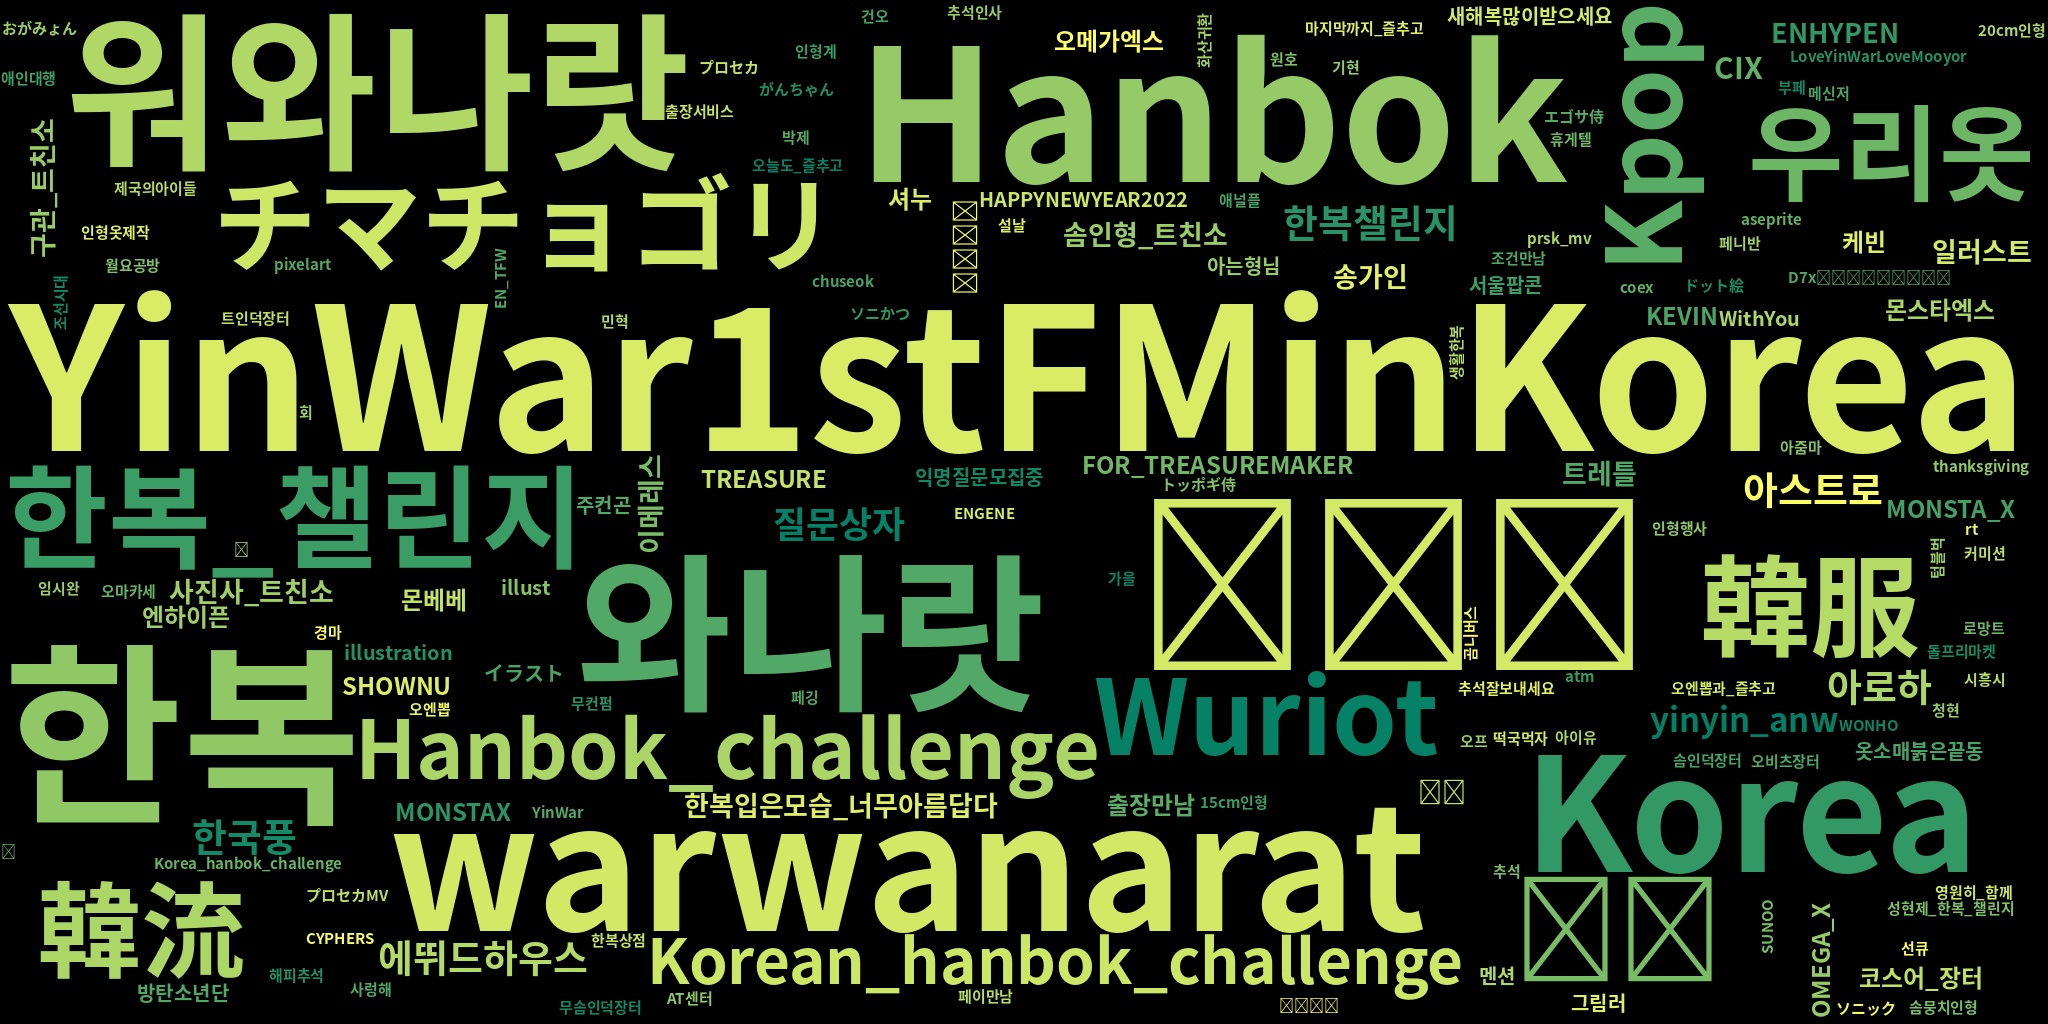 おがみょん
워와나랏
건오
추석인사
오메가엑스
화산귀환
마지막까지_즐추고
새해복많이받으세요
Kpop
ENHYPEN
20cm인형
LoveYinWarLoveMooyor
애인대행
プロセカ
인형계
Hanbok
원호
기현
CIX
부페
메신저
がんちゃん
출장서비스
エゴサ侍
우리옷
구관_트친소
박제
휴게텔
오늘도_즐추고
제국의아이들
チマチョゴリ
셔누
HAPPYNEWYEAR2022
애널플
한복챌린지
aseprite
인형옷제작
설날
솜인형_트친소
prsk_mv
페니반
케빈
일러스트
월요공방
pixelart
EN_TFW
chuseok
아는형님
송가인
조건만남
서울팝콘
coex
ドット絵
D7x
조선시대
YinWar1stFMinKorea
트인덕장터
민혁
ソニかつ
생활한복
KEVIN
WithYou
몬스타엑스
회
아줌마
한복_챌린지
주컨곤
이메레스
TREASURE
익명질문모집중
FOR_TREASUREMAKER
トッポギ侍
트레틀
thanksgiving
아스트로
MONSTA_X
질문상자
ENGENE
인형행사
rt
텀블벅
커미션
임시완
오마카세
사진사_트친소
몬베베
illust
와나랏
가을
韓服
엔하이픈
경마
곰니버스
로망트
돌프리마켓
한복
illustration
イラスト
SHOWNU
오엔뽑
무컨펌
페깅
Wuriot
atm
추석잘보내세요
오엔뽑과_즐추고
아로하
시흥시
청현
Hanbok_challenge
yinyin_anw
WONHO
오프
떡국먹자
아이유
옷소매붉은끝동
솜인덕장터
오비츠장터
Korea
MONSTAX
YinWar
한복입은모습_너무아름답다
출장만남
15cm인형
한국풍
warwanarat
Korea_hanbok_challenge
추석
韓流
プロセカMV
영원히_함께
성현제_한복_챌린지
SUNOO
OMEGA_X
CYPHERS
에뛰드하우스
한복상점
Korean_hanbok_challenge
멘션
선큐
코스어_장터
해피추석
방탄소년단
사랑해
무솜인덕장터
AT센터
페이만남
그림러
ソニック
솜뭉치인형